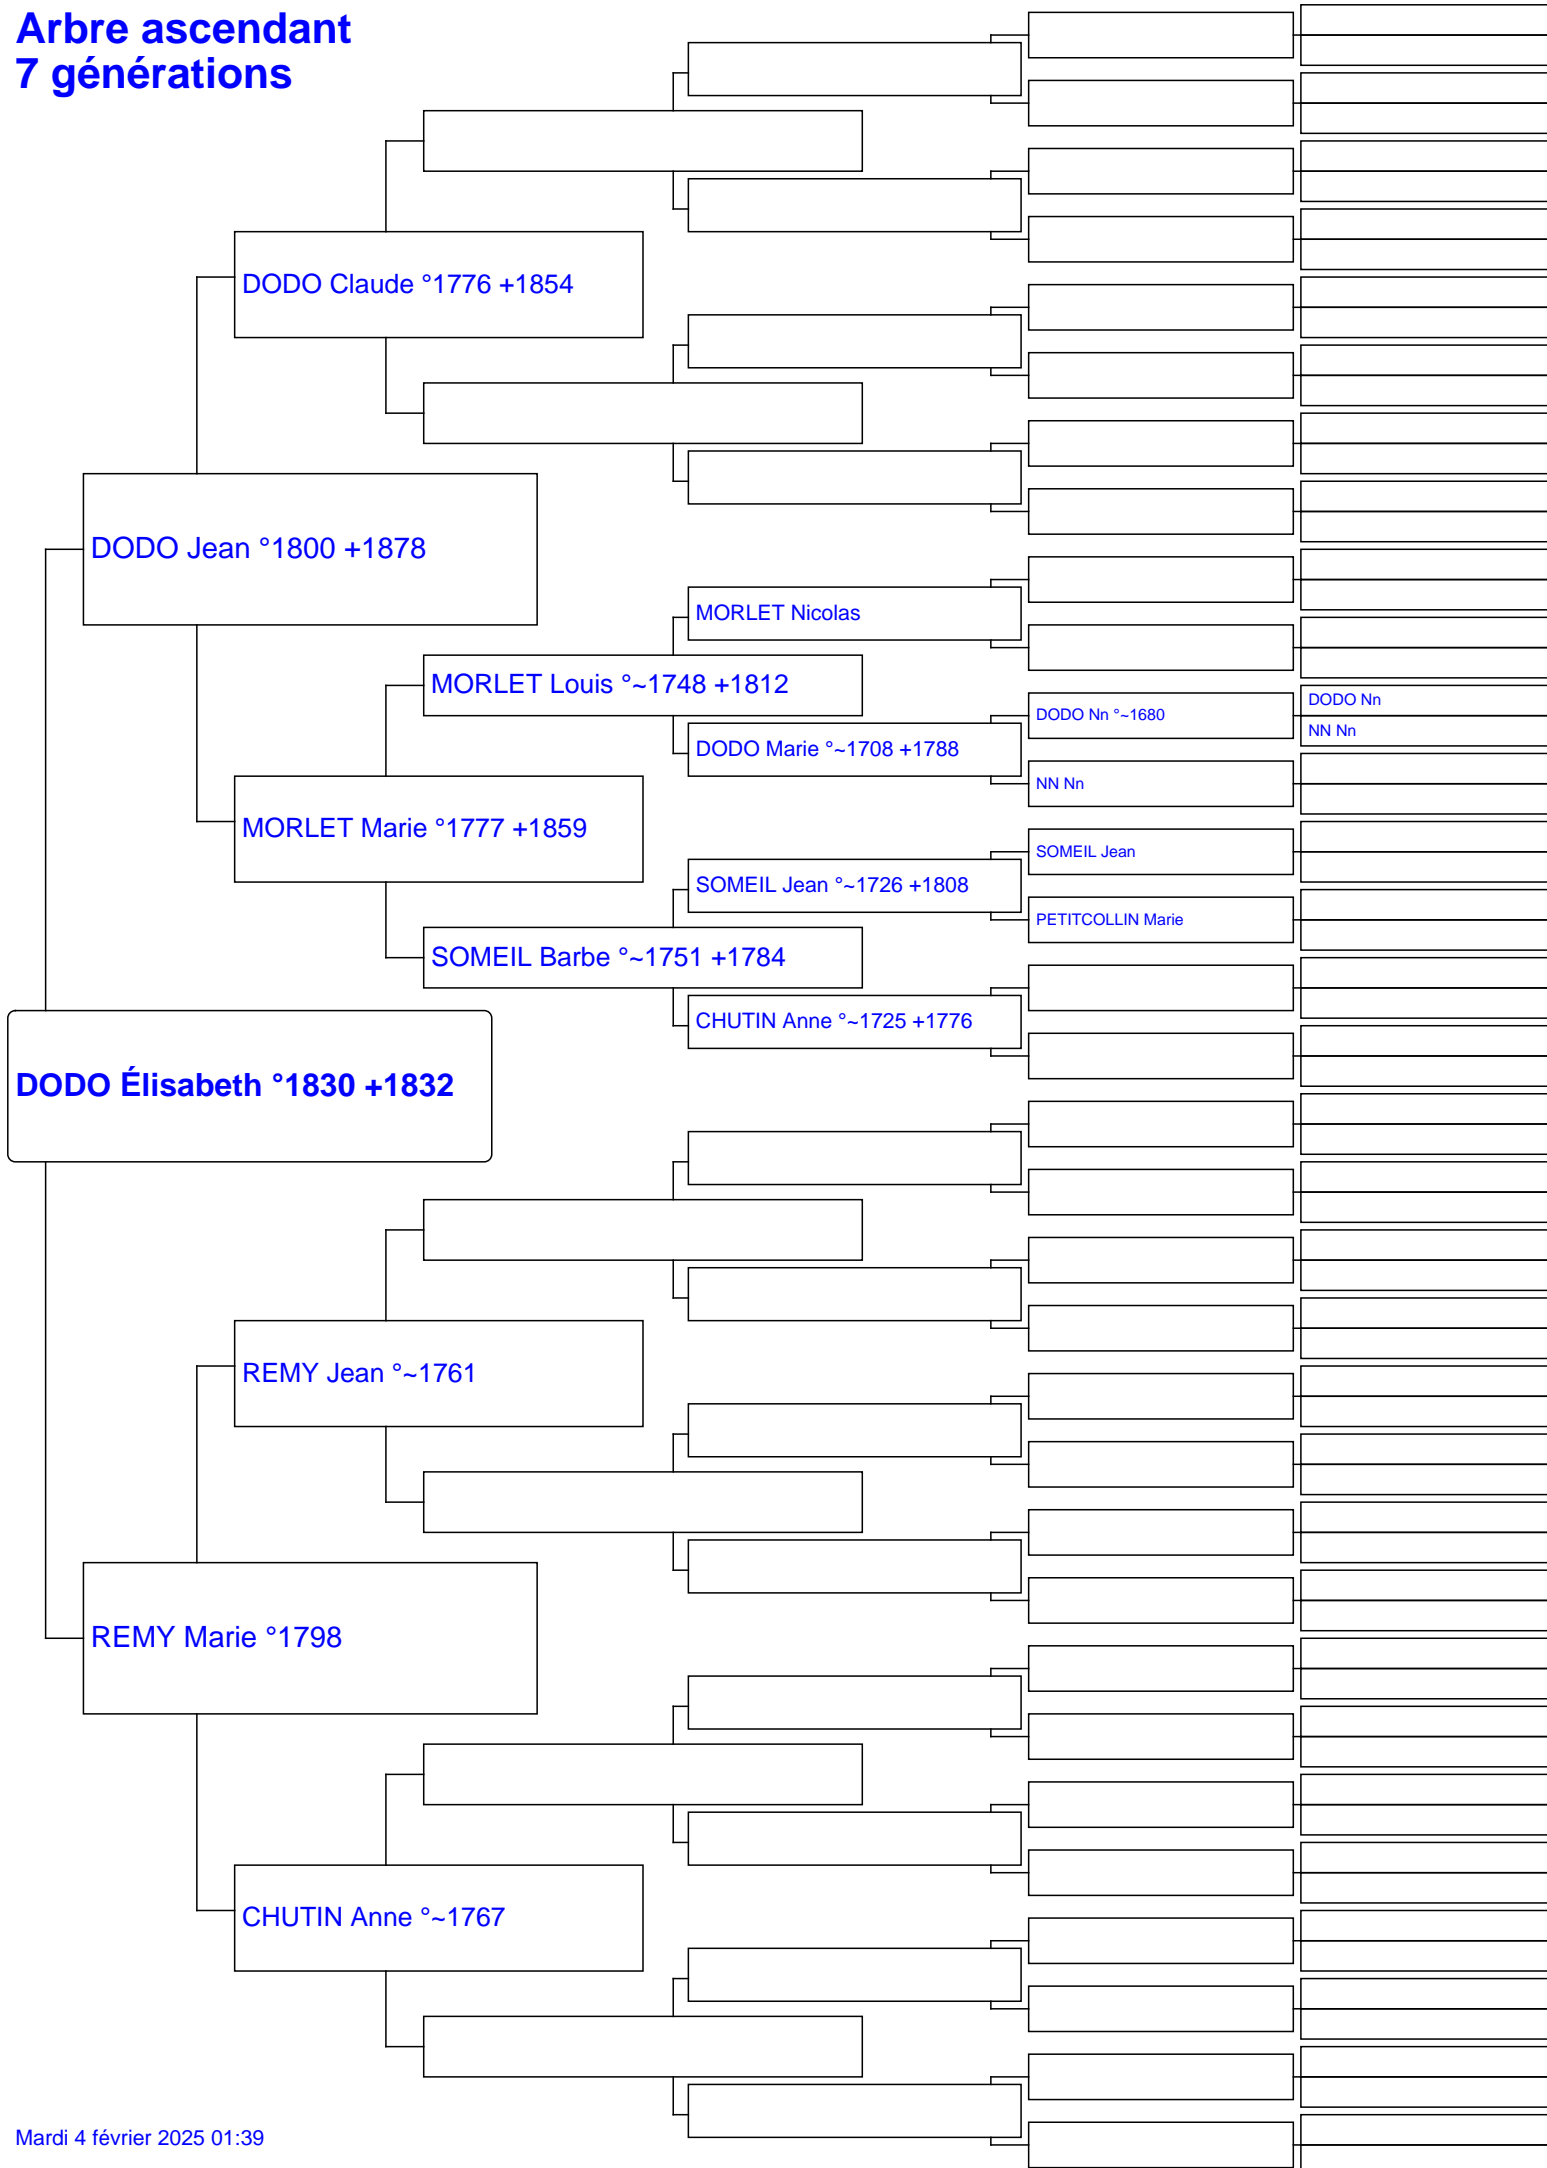 Arbre ascendant
7 générations
DODO Claude °1776 +1854
DODO Jean °1800 +1878
MORLET Nicolas
MORLET Louis °~1748 +1812
DODO Nn
DODO Nn °~1680
NN Nn
DODO Marie °~1708 +1788
NN Nn
MORLET Marie °1777 +1859
SOMEIL Jean
SOMEIL Jean °~1726 +1808
PETITCOLLIN Marie
SOMEIL Barbe °~1751 +1784
CHUTIN Anne °~1725 +1776
DODO Élisabeth °1830 +1832
REMY Jean °~1761
REMY Marie °1798
CHUTIN Anne °~1767
Mardi 4 février 2025 01:39